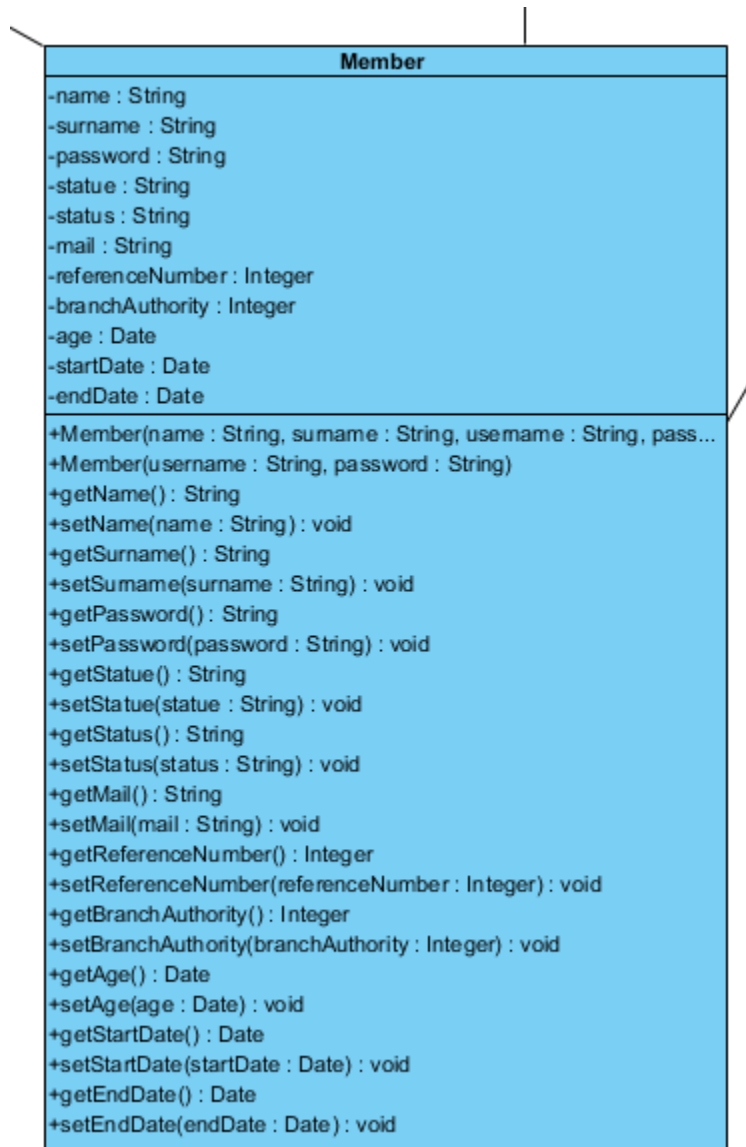 Member
-name : String
-surname : String
-password : String
-statue : String
-status : String
-mail : String
-referenceNumber : Integer
-branchAuthority : Integer
-age : Date
-startDate : Date
-endDate : Date
+Member(name : String, surname : String, username : String, pass...
+Member(username : String, password : String)
+getName() : String
+setName(name : String) : void
+getSurname() : String
+setSurname(surname : String) : void
+getPassword() : String
+setPassword(password : String) : void
+getStatue() : String
+setStatue(statue : String) : void
+getStatus() : String
+setStatus(status : String) : void
+getMail() : String
+setMail(mail : String) : void
+getReferenceNumber() : Integer
+setReferenceNumber(referenceNumber : Integer) : void
+getBranchAuthority() : Integer
+setBranchAuthority(branchAuthority : Integer) : void
+getAge() : Date
+setAge(age : Date) : void
+getStartDate() : Date
+setStartDate(startDate : Date) : void
+getEndDate() : Date
+setEndDate(endDate : Date) : void